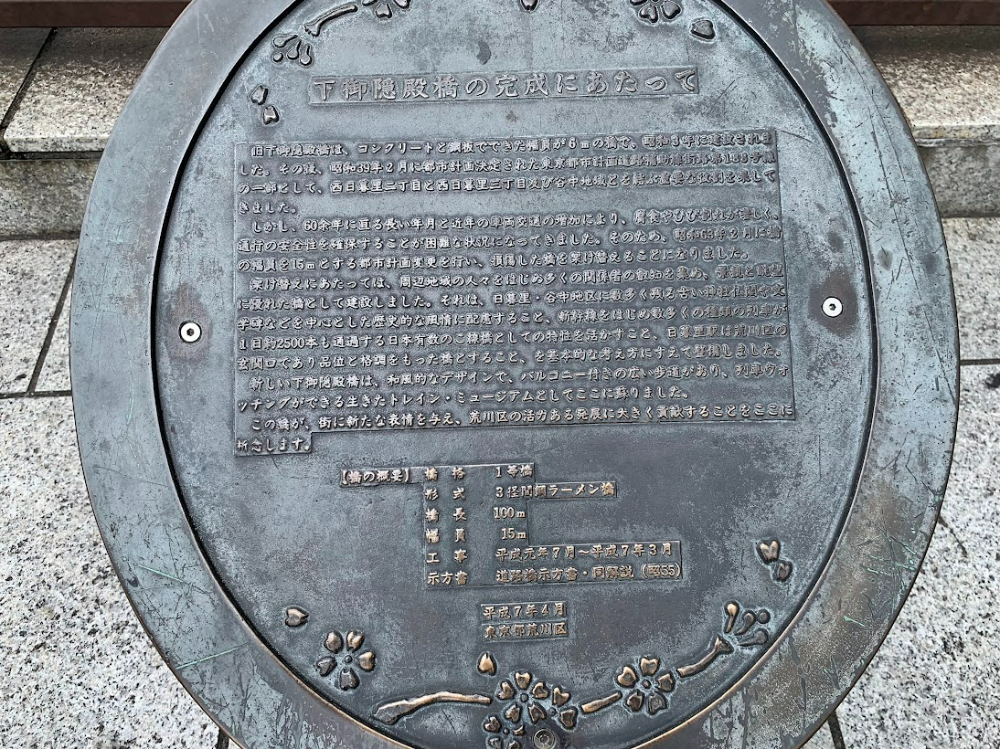 下御隠殿橋の完成にあたって
旧下御隠殿橋は、コンクリートと鋼板でできた幅員が6mの橋で、昭和 年に建設されま
した。その後、昭和39年2月に都市計画決定された東京都市計画道路補助線街路第188号線
の一部として、西日暮里二丁目と西日暮里三丁目及び谷中地域とを結ぶ重要な役割を果して
きました。
しかし、60余年に亘る長い年月と近年の車両交通の増加により、腐食やひび割れが著しく、
通行の安全性を確保することが困難な状況になってきました。そのため、昭和63年2月に橋
の幅員を15mとする都市計画変更を行い、損傷した橋を架け替えることになりました。
架け替えにあたっては、周辺地域の人々をはじめ多くの関係者の叡知を集め、景観と眺望
に優れた橋として建設しました。それは、日暮里・谷中地区に数多く残る古い神社仏閣や文
学碑などを中心とした歴史的な風情に配慮すること、新幹線をはじめ数多くの種類の列車が
1日約2500本も通過する日本有数のこ線橋としての特性を活かすこと、日暮里駅は荒川区の
玄関口であり品位と格調をもった橋とすること、を基本的な考え方にすえて整備しました。
新しい下御隠殿橋は、和風的なデザインで、バルコニー付きの広い歩道があり、列車ウォ
ッチングができる生きたトレイン・ミュージアムとしてここに蘇りました。
この橋が、街に新たな表情を与え、荒川区の活力ある発展に大きく貢献することをここに
祈念します。
【橋の概要】 橋格 1等橋
形式 3径間鋼ラーメン橋
橋長 100m
幅員 15m
工事 平成元年7月～平成7年3月
示方書 道路橋示方書・同解説(昭55)
平成7年4月
東京都荒川区